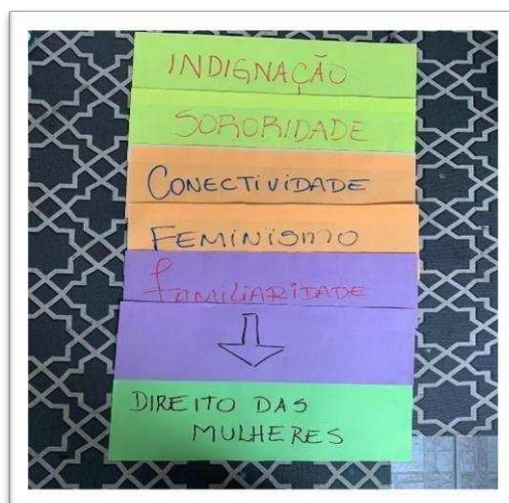 INDIGNAÇÃO
SORORIDADE
CONECTIVIDADE
FEMINISMO
FAMILIARIDADE
DIREITO DAS
MULHERES